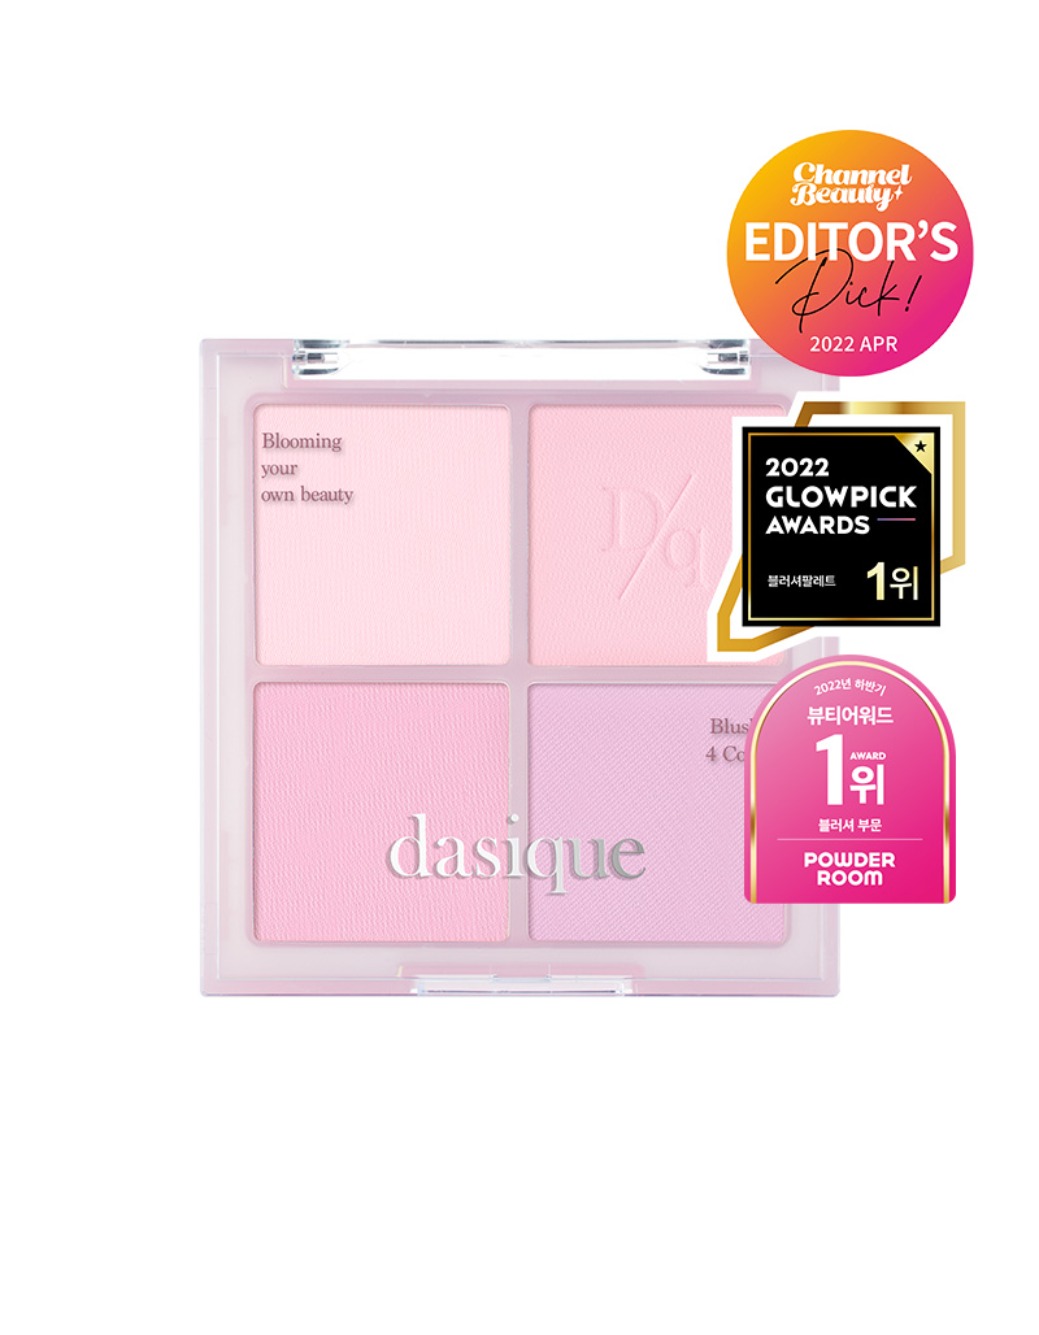 Channel
Beauty
EDITOR'S
Pick!
2022 APR
Blooming
your
own beauty
D/q
2022
GLOWPICK
AWARDS
블러셔팔레트 1위
4
dasique
2022년 하반기
뷰티어워드
1위
AWARD
블러셔 부문
POWDER
ROOM